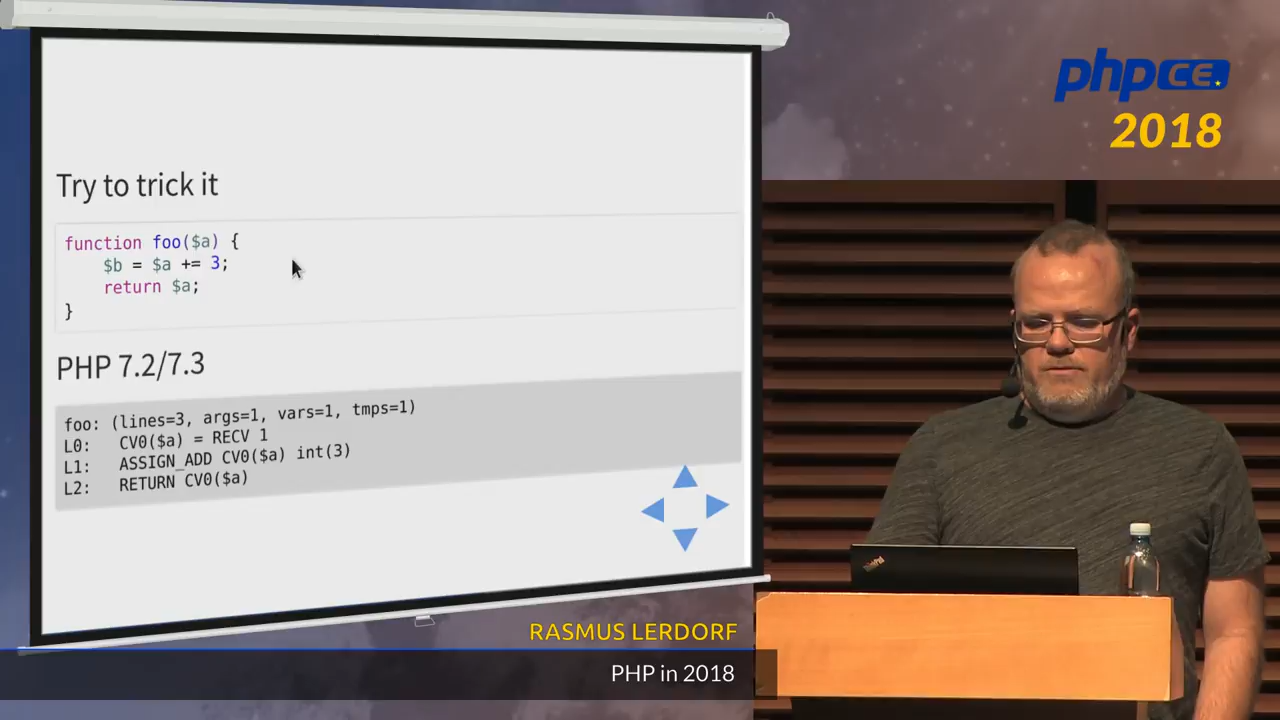 phpCE
2018
Try to trick it
function foo($a) {
    $b = $a += 3;
    return $a;
}
PHP 7.2/7.3
foo: (lines=3, args=1, vars=1, tmps=1)
L0:   CV0($a) = RECV 1
L1:   ASSIGN_ADD CV0($a) int(3)
L2:   RETURN CV0($a)
ThinkPad
RASMUS LERDORF
PHP in 2018